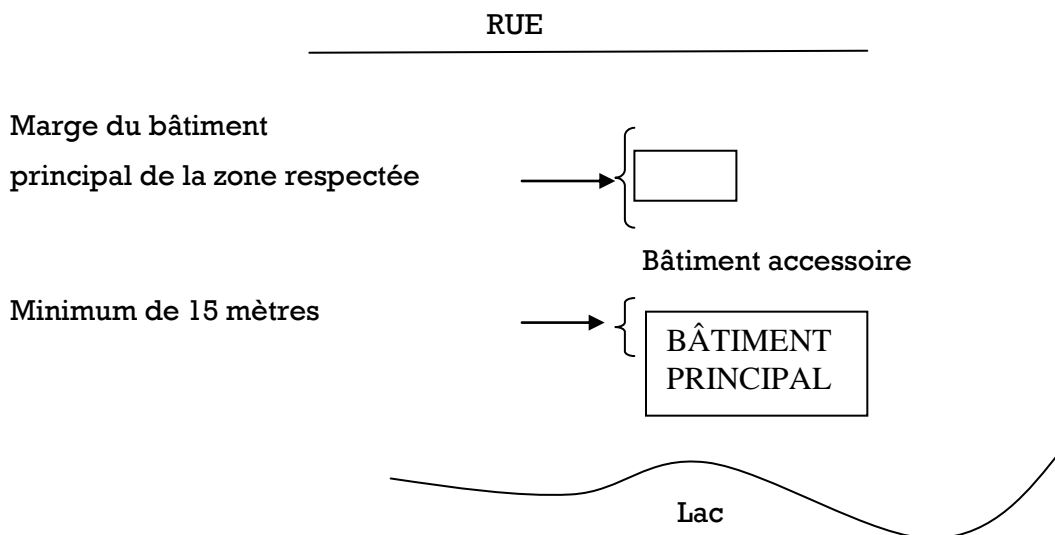 RUE
Marge du bâtiment
principal de la zone respectée
Bâtiment accessoire
Minimum de 15 mètres
BÂTIMENT
PRINCIPAL
Lac